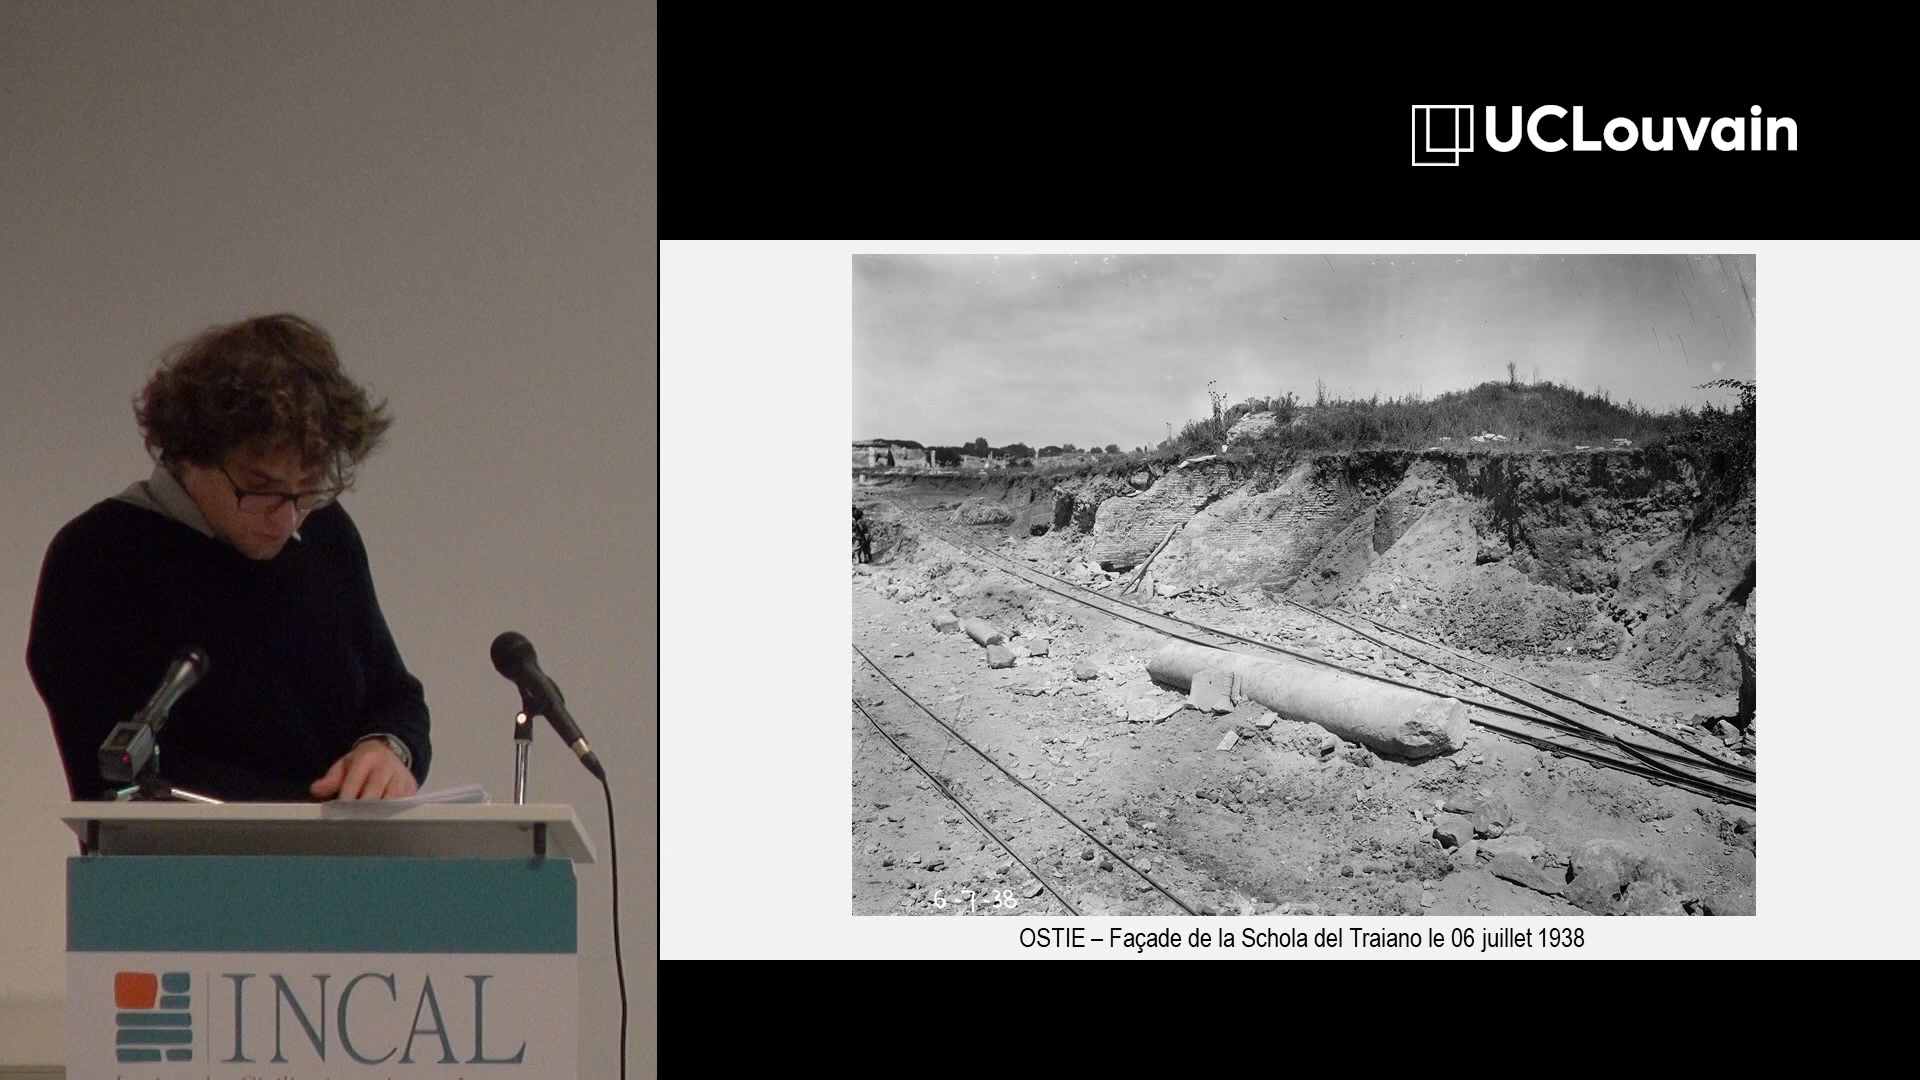 UCLouvain
6-7-38
OSTIE – Façade de la Schola del Traiano le 06 juillet 1938
INCAL